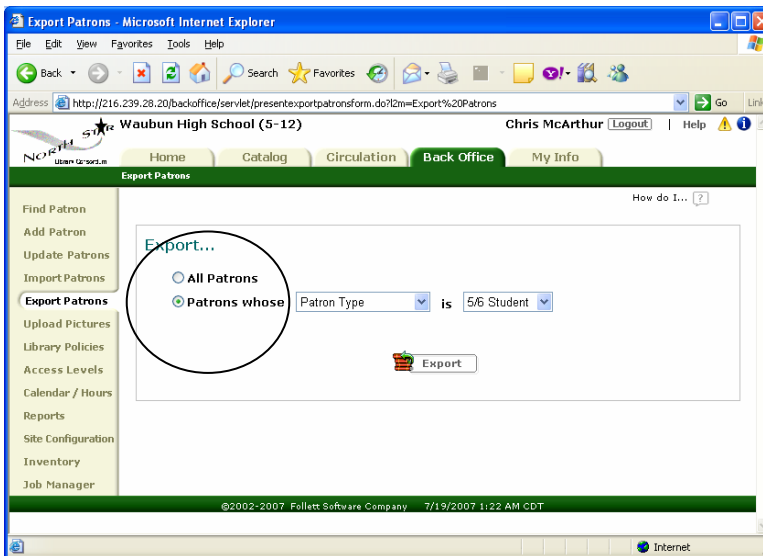 Export Patrons - Microsoft Internet Explorer
File Edit View Favorites Tools Help
Back Search Favorites
Address http://216.239.28.20/backoffice/servlet/presentexportpatronsform.do?l2m=Export%20Patrons Go Link
NORTH STAR Waubun High School (5-12) Chris McArthur Logout | Help
Home Catalog Circulation Back Office My Info
Export Patrons
How do I... ?
Find Patron
Add Patron
Update Patrons
Import Patrons
Export Patrons
Upload Pictures
Library Policies
Access Levels
Calendar / Hours
Reports
Site Configuration
Inventory
Job Manager
Export...
All Patrons
Patrons whose Patron Type is 5/6 Student
Export
©2002-2007 Follett Software Company 7/19/2007 1:22 AM CDT
Internet